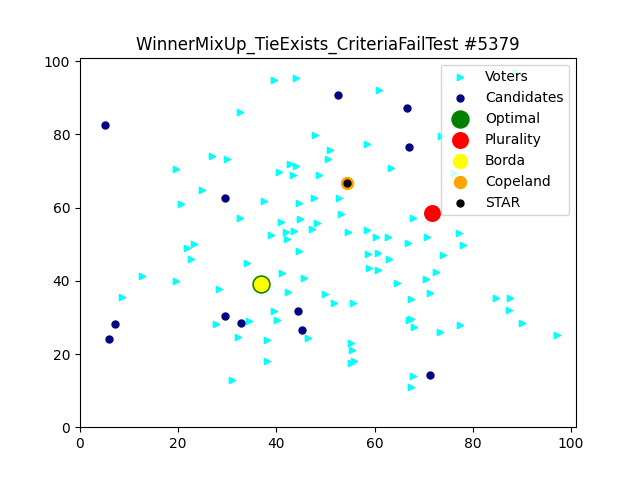 WinnerMixUp_TieExists_CriteriaFailTest #5379
100
80
60
40
20
0
0 20 40 60 80 100
Voters
Candidates
Optimal
Plurality
Borda
Copeland
STAR